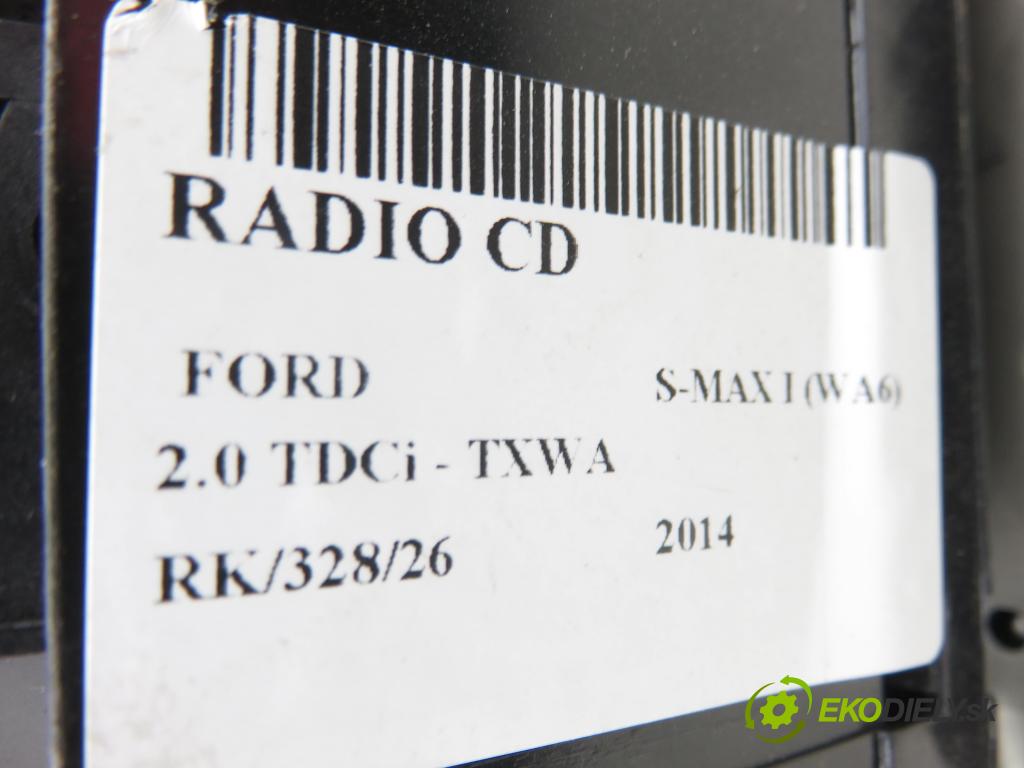 RADIO CD
FORD S-MAX I (WA6)
2.0 TDCi - TXWA
RK/328/26 2014
EKODIELY.sk